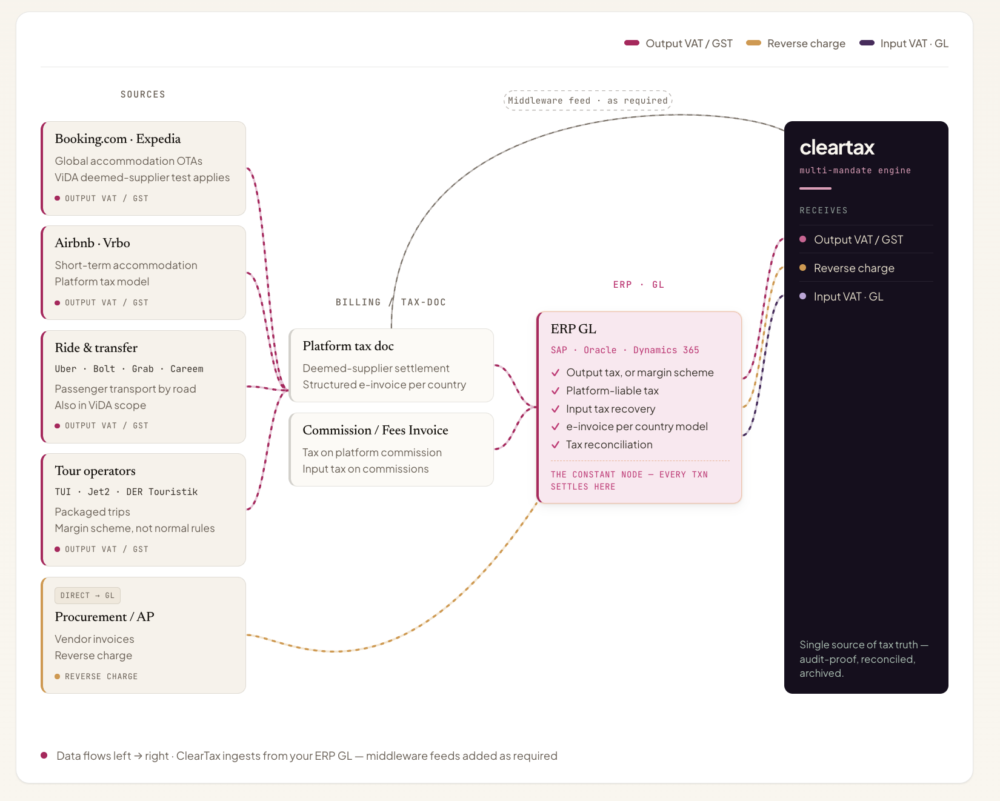 Output VAT / GST
Reverse charge
Input VAT · GL
SOURCES
Middleware feed · as required
Booking.com · Expedia
Global accommodation OTAs
ViDA deemed-supplier test applies
OUTPUT VAT / GST
Airbnb · Vrbo
Short-term accommodation
Platform tax model
OUTPUT VAT / GST
Ride & transfer
Uber · Bolt · Grab · Careem
Passenger transport by road
Also in ViDA scope
OUTPUT VAT / GST
Tour operators
TUI · Jet2 · DER Touristik
Packaged trips
Margin scheme, not normal rules
OUTPUT VAT / GST
DIRECT → GL
Procurement / AP
Vendor invoices
Reverse charge
REVERSE CHARGE
BILLING / TAX-DOC
Platform tax doc
Deemed-supplier settlement
Structured e-invoice per country
Commission / Fees Invoice
Tax on platform commission
Input tax on commissions
ERP · GL
ERP GL
SAP · Oracle · Dynamics 365
✓ Output tax, or margin scheme
✓ Platform-liable tax
✓ Input tax recovery
✓ e-invoice per country model
✓ Tax reconciliation
THE CONSTANT NODE — EVERY TXN
SETTLES HERE
cleartax
multi-mandate engine
RECEIVES
Output VAT / GST
Reverse charge
Input VAT · GL
Single source of tax truth —
audit-proof, reconciled,
archived.
Data flows left → right · ClearTax ingests from your ERP GL — middleware feeds added as required